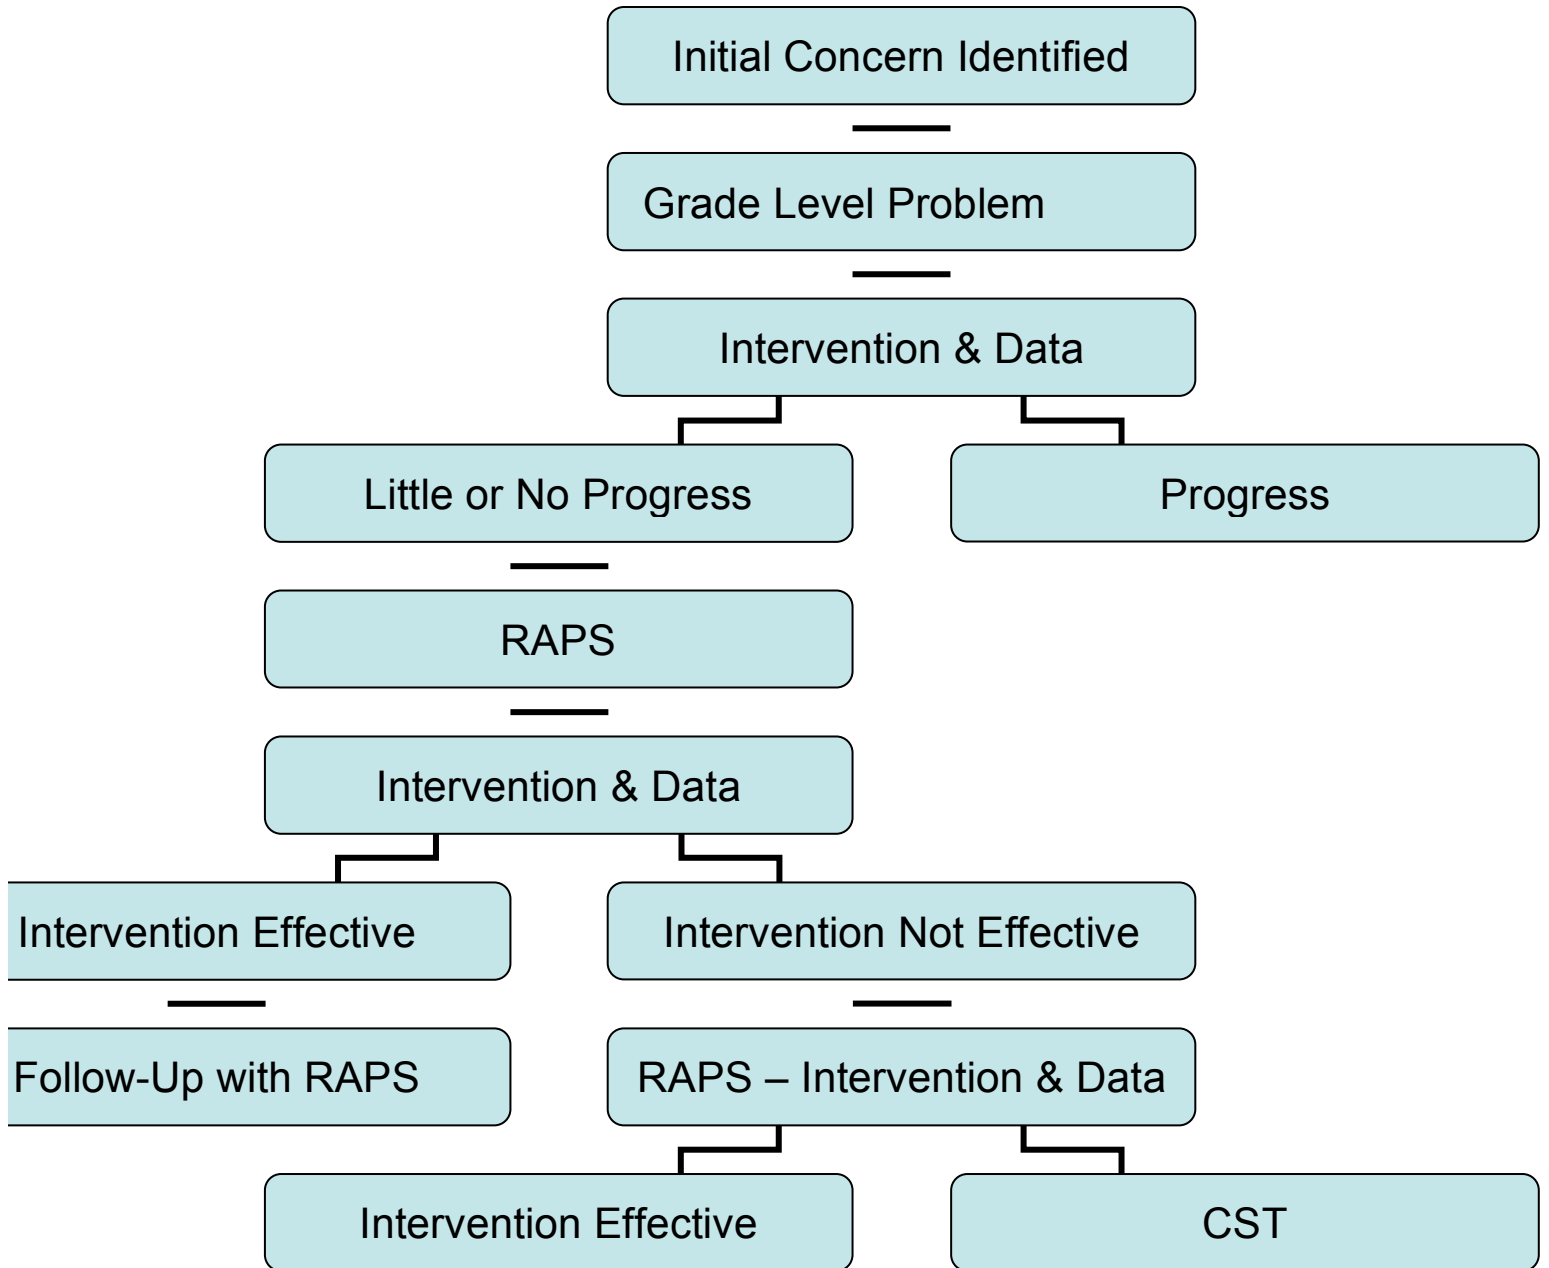 Initial Concern Identified
Grade Level Problem
Intervention & Data
Little or No Progress
Progress
RAPS
Intervention & Data
Intervention Effective
Intervention Not Effective
Follow-Up with RAPS
RAPS – Intervention & Data
Intervention Effective
CST